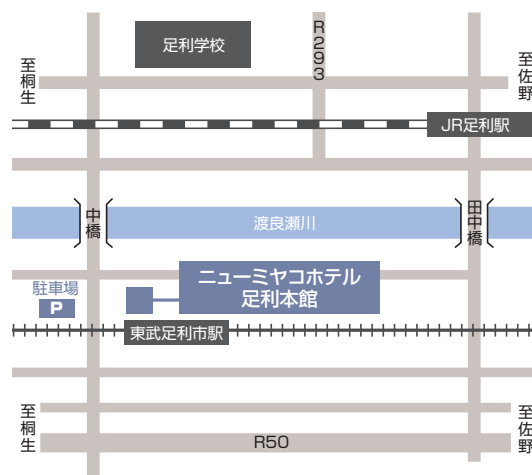 足利学校
R293
至桐生
至佐野
JR足利駅
中橋
渡良瀬川
田中橋
ニューミヤコホテル
足利本館
駐車場
P
東武足利市駅
至桐生
R50
至佐野